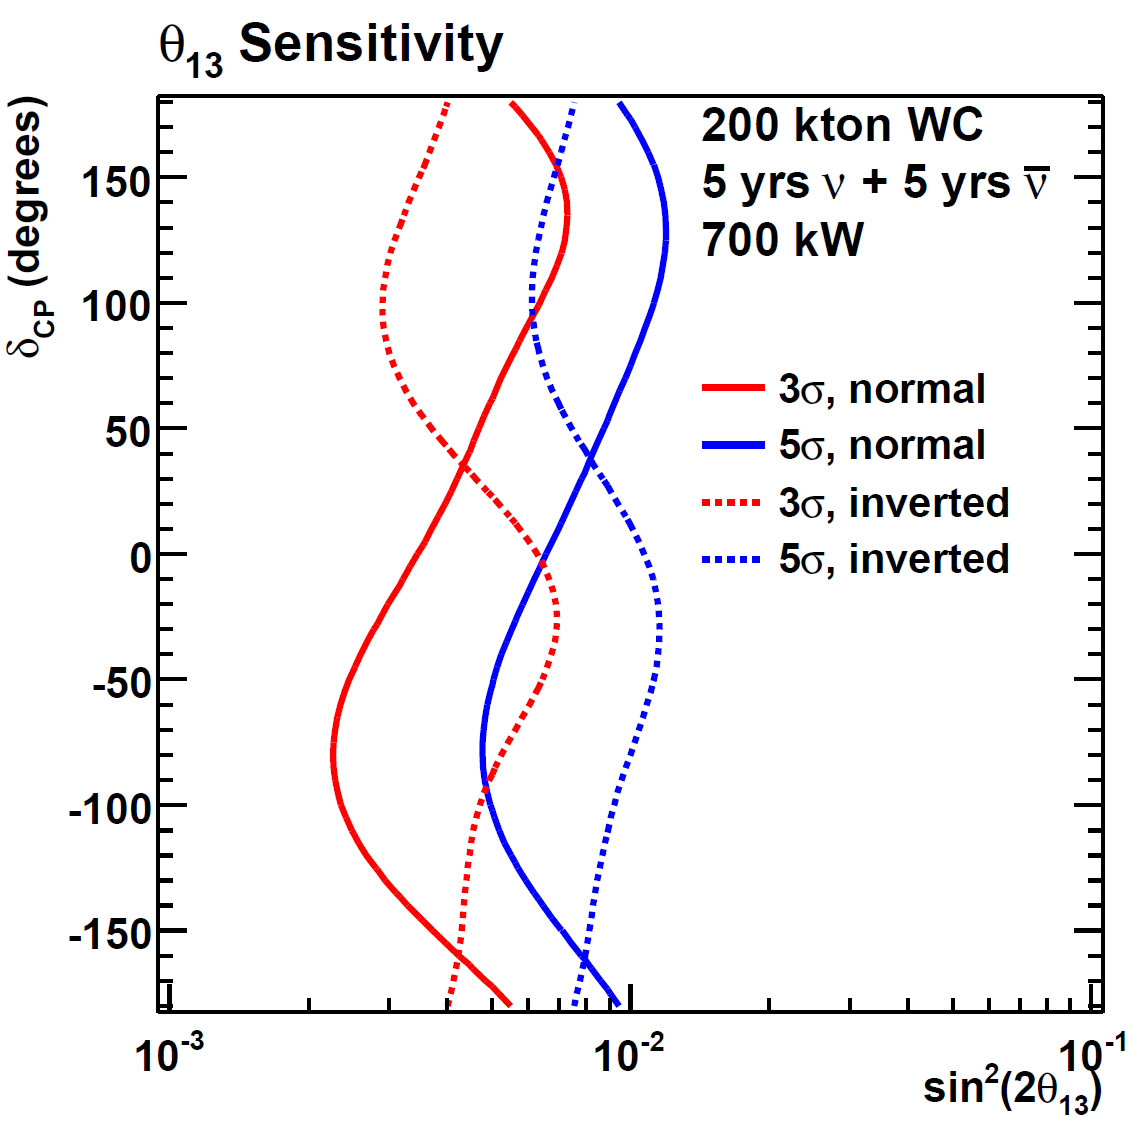 θ₁₃ Sensitivity
δCP (degrees)
200 kton WC
5 yrs ν + 5 yrs ν̅
700 kW
3σ, normal
5σ, normal
3σ, inverted
5σ, inverted
150
100
50
0
-50
-100
-150
10⁻³
10⁻²
10⁻¹
sin²(2θ₁₃)